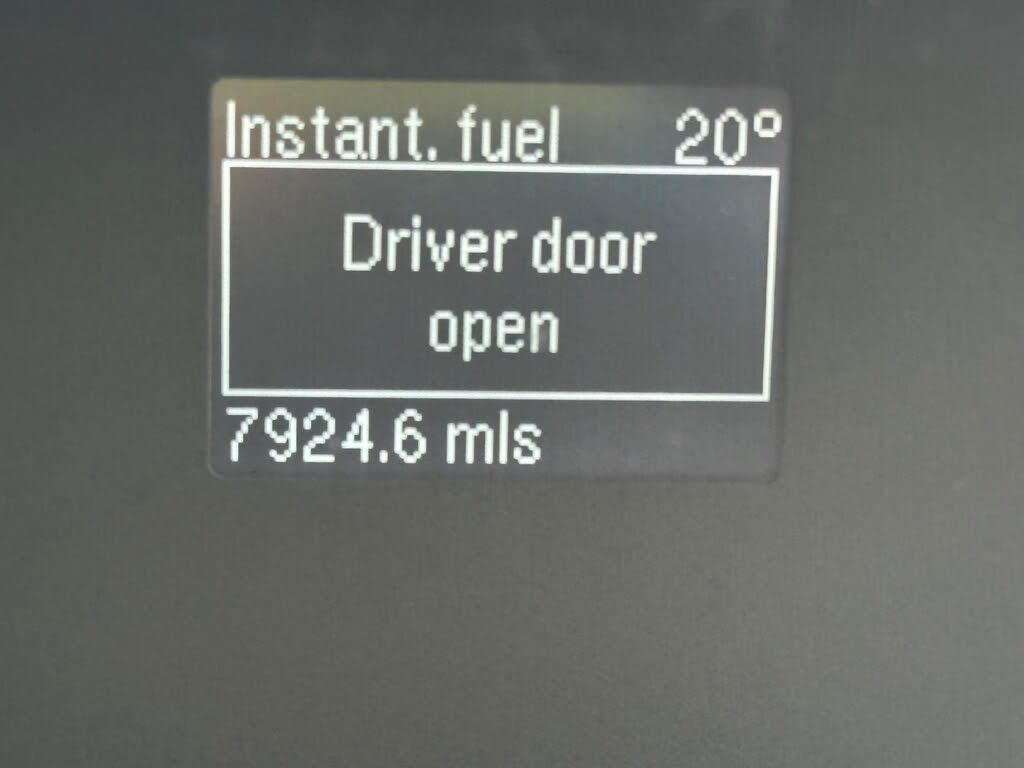 Instant. fuel 20°
Driver door
open
7924.6 mls